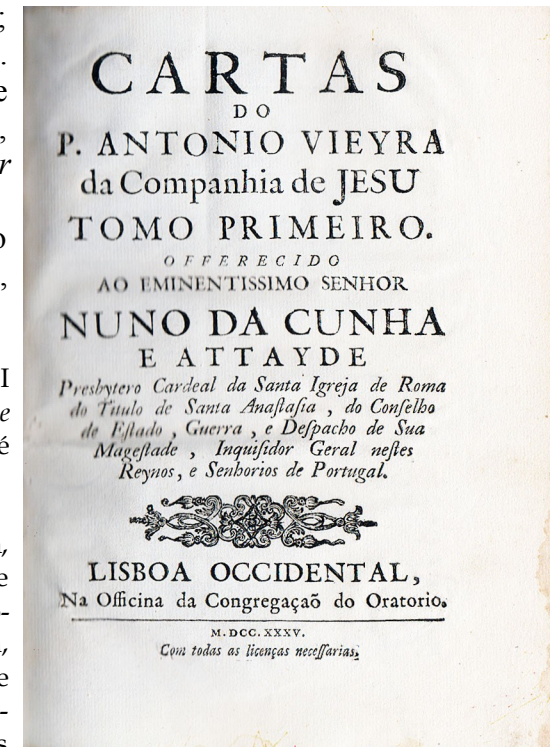 CARTAS
DO
P. ANTONIO VIEYRA
da Companhia de JESU
TOMO PRIMEIRO.
OFFERECIDO
AO EMINENTISSIMO SENHOR
NUNO DA CUNHA
E ATTAYDE
Presbytero Cardeal da Santa Igreja de Roma
do Titulo de Santa Anaſtaſia , do Conſelho
de Eſtado , Guerra , e Deſpacho de Sua
Mageſtade , Inquiſidor Geral neſtes
Reynos, e Senhorios de Portugal.
LISBOA OCCIDENTAL,
Na Officina da Congregaçaõ do Oratorio.
M. DCC. XXXV.
Com todas as licenças neceſſarias.